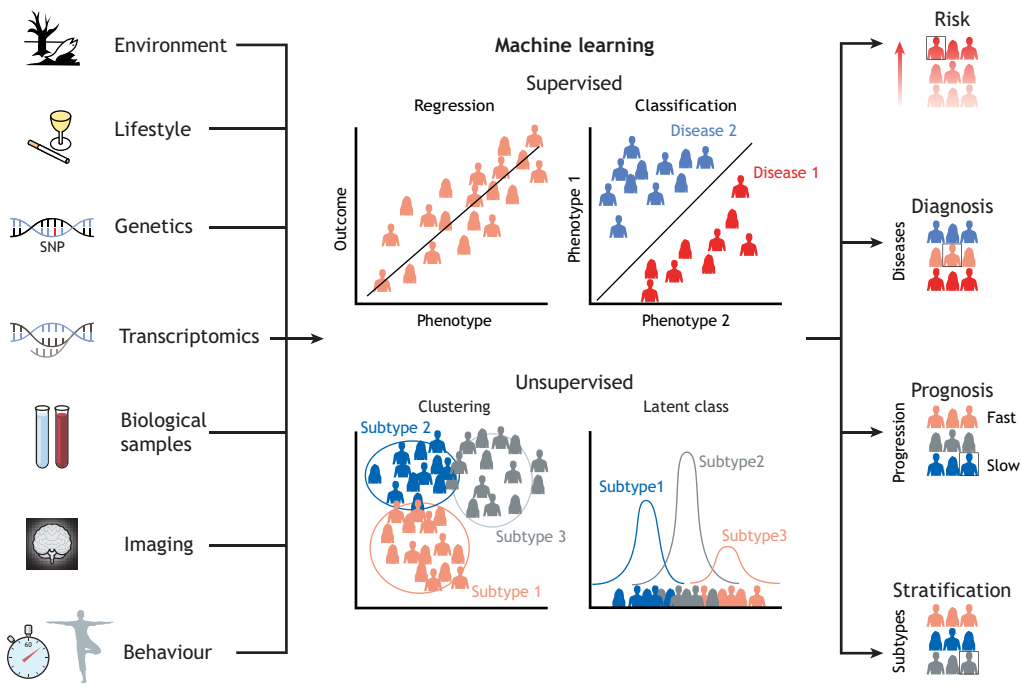 Environment
Lifestyle
Genetics
SNP
Transcriptomics
Biological
samples
Imaging
60
Behaviour
Machine learning
Supervised
Regression
Outcome
Phenotype
Classification
Disease 2
Disease 1
Phenotype 1
Phenotype 2
Unsupervised
Clustering
Subtype 2
Subtype 3
Subtype 1
Latent class
Subtype2
Subtype1
Subtype3
Risk
Diagnosis
Diseases
Prognosis
Progression
Fast
Slow
Stratification
Subtypes